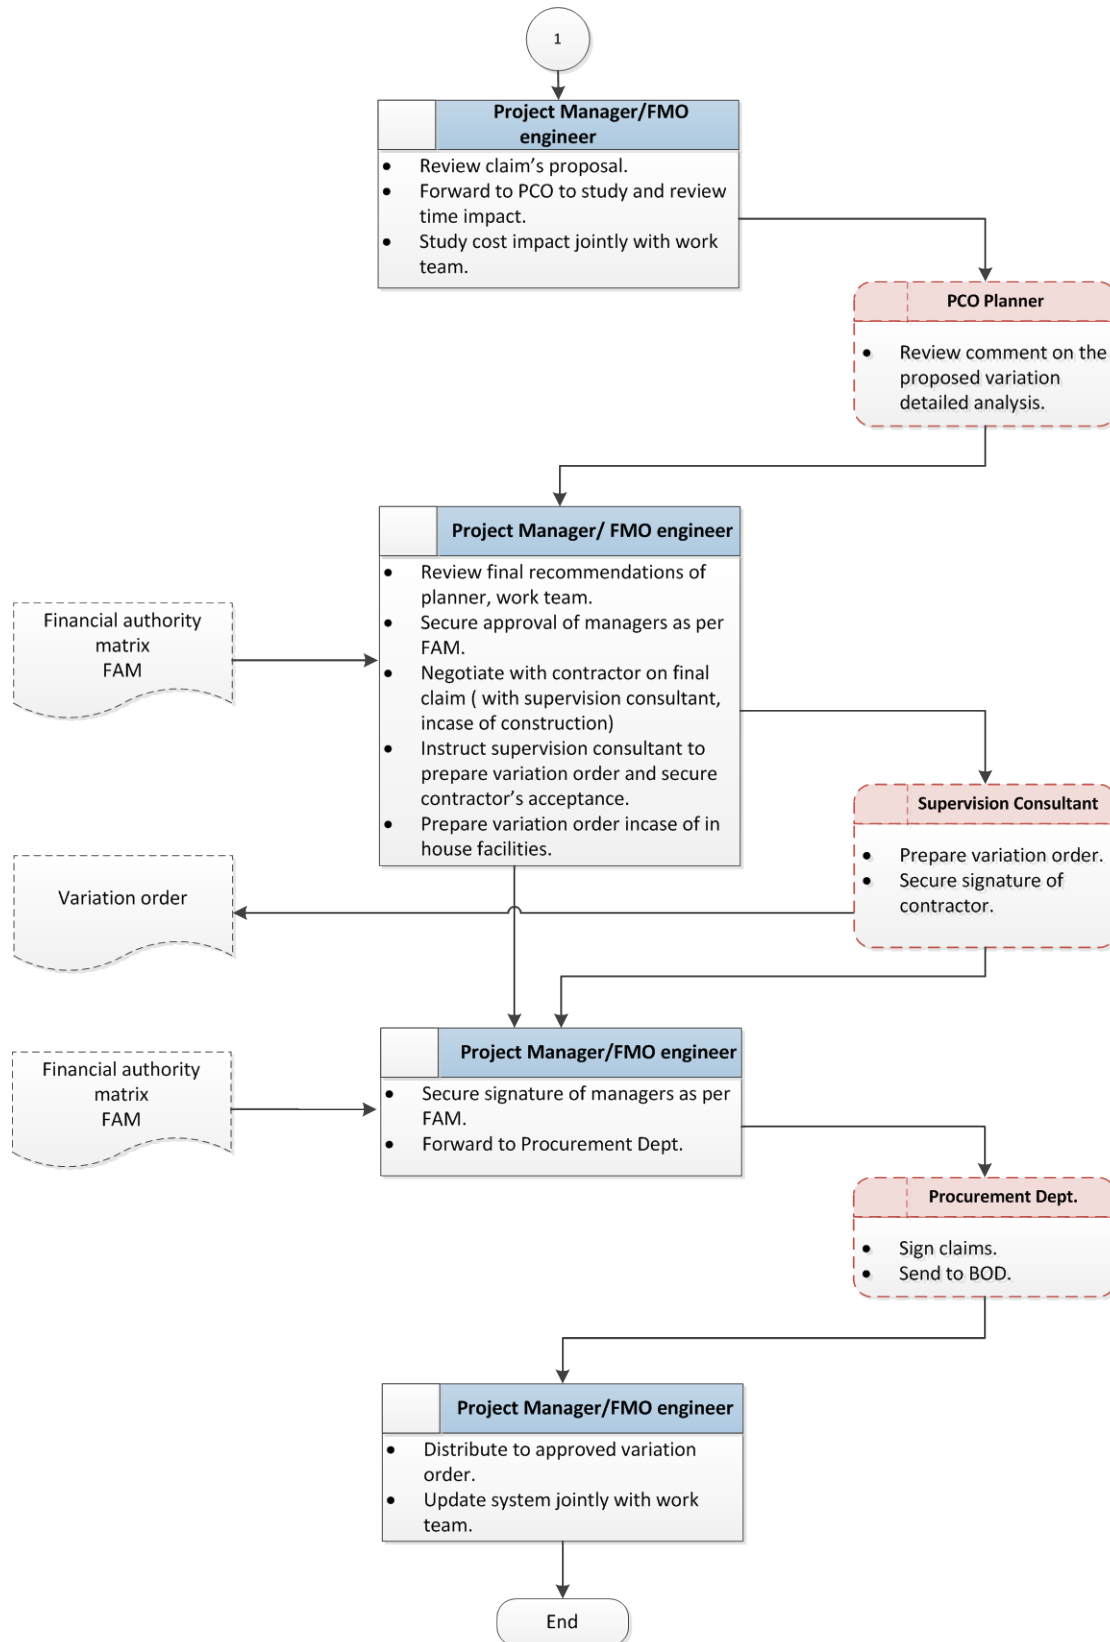 1
Project Manager/FMO
engineer
• Review claim's proposal.
• Forward to PCO to study and review
time impact.
• Study cost impact jointly with work
team.
PCO Planner
• Review comment on the
proposed variation
detailed analysis.
Project Manager/ FMO engineer
• Review final recommendations of
planner, work team.
• Secure approval of managers as per
FAM.
• Negotiate with contractor on final
claim ( with supervision consultant,
incase of construction)
• Instruct supervision consultant to
prepare variation order and secure
contractor's acceptance.
• Prepare variation order incase of in
house facilities.
Financial authority
matrix
FAM
Supervision Consultant
• Prepare variation order.
• Secure signature of
contractor.
Variation order
Project Manager/FMO engineer
• Secure signature of managers as per
FAM.
• Forward to Procurement Dept.
Financial authority
matrix
FAM
Procurement Dept.
• Sign claims.
• Send to BOD.
Project Manager/FMO engineer
• Distribute to approved variation
order.
• Update system jointly with work
team.
End